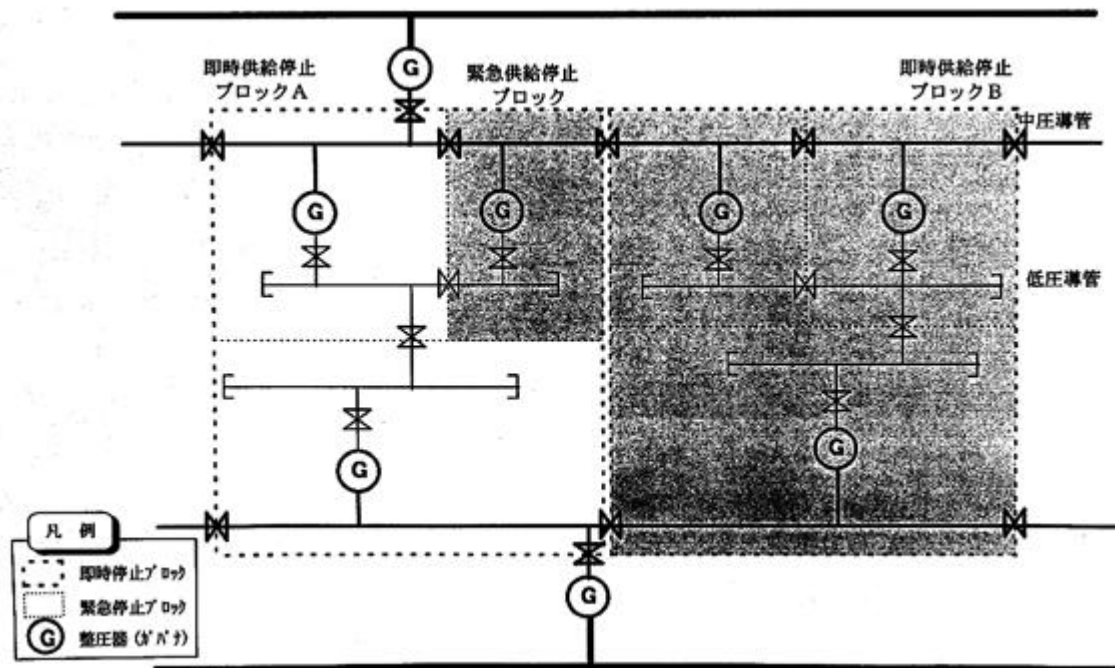 G
即時供給停止
ブロックA
緊急供給停止
ブロック
即時供給停止
ブロックB
中圧導管
G
G
G
G
低圧導管
G
G
凡 例
即時停止ブロック
緊急停止ブロック
G
整圧器 (ガバナ)
G